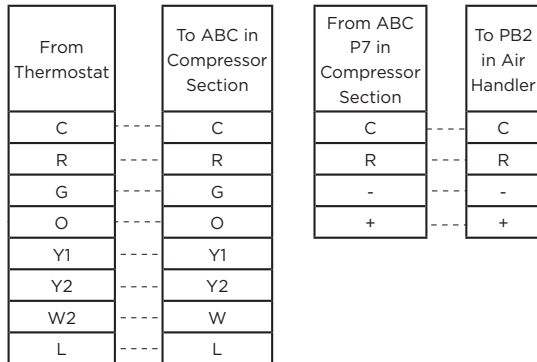 From
Thermostat
To ABC in
Compressor
Section
C C
R R
G G
O O
Y1 Y1
Y2 Y2
W2 W
L L
From ABC
P7 in
Compressor
Section
To PB2
in Air
Handler
C C
R R
- -
+ +